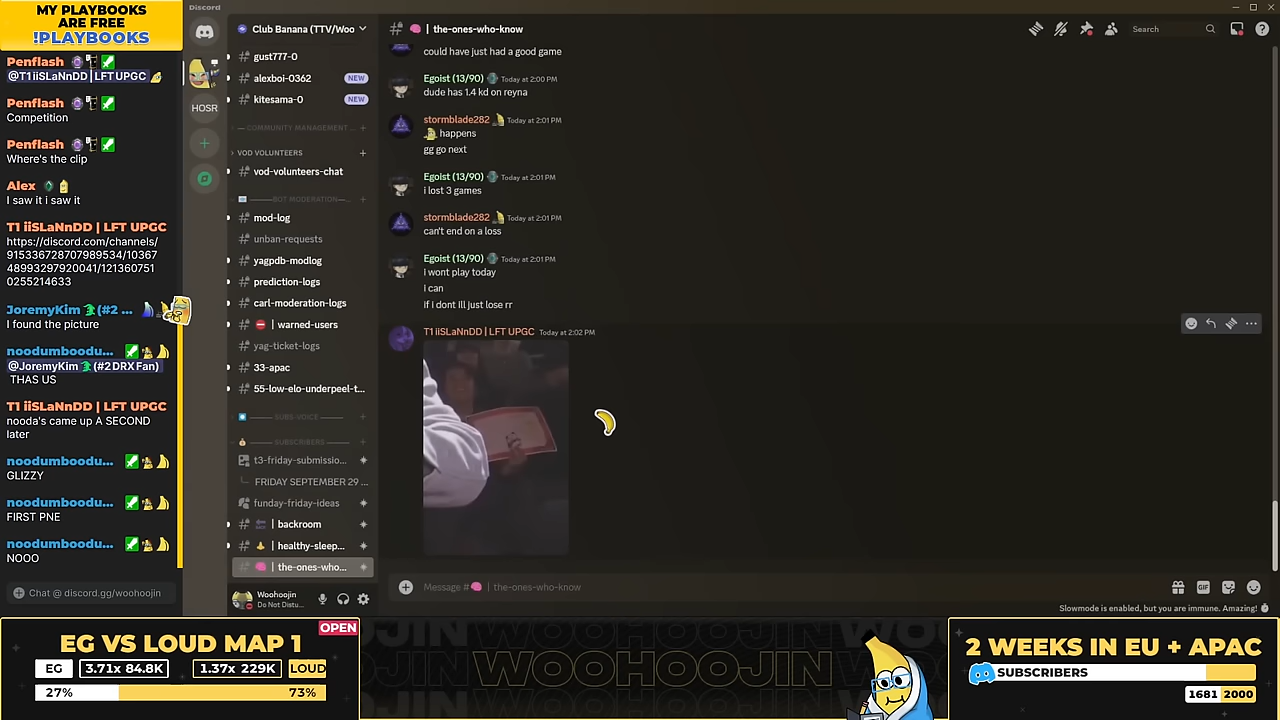 MY PLAYBOOKS
ARE FREE
!PLAYBOOKS
Penflash
@T1 iiSLaNnDD | LFT UPGC
Penflash
Competition
Penflash
Where's the clip
Alex
I saw it i saw it
T1 iiSLaNnDD | LFT UPGC
https://discord.com/channels/
915336728707989534/10367
48993297920041/121360751
0255214633
JoremyKim (#2 ...
I found the picture
noodumboodu...
@JoremyKim (#2 DRX Fan)
THAS US
T1 iiSLaNnDD | LFT UPGC
nooda's came up A SECOND
later
noodumboodu...
GLIZZY
noodumboodu...
FIRST PNE
noodumboodu...
NOOO
Chat @ discord.gg/woohoojin
Discord
HOSR
Club Banana (TTV/Woo
gust777-0
alexboi-0362 NEW
kitesama-0 NEW
COMMUNITY MANAGEMENT ...
VOD VOLUNTEERS
vod-volunteers-chat
BOT MODERATION
mod-log
unban-requests
yagpdb-modlog
prediction-logs
carl-moderation-logs
| warned-users
yag-ticket-logs
33-apac
55-low-elo-underpeel-t...
SUBS-VOICE
SUBSCRIBERS
t3-friday-submissio...
FRIDAY SEPTEMBER 29 ...
funday-friday-ideas
| backroom
| healthy-sleep...
| the-ones-who...
Woohoojin
Do Not Distu...
| the-ones-who-know
Search
could have just had a good game
Egoist (13/90) Today at 2:00 PM
dude has 1.4 kd on reyna
stormblade282 Today at 2:01 PM
happens
gg go next
Egoist (13/90) Today at 2:01 PM
i lost 3 games
stormblade282 Today at 2:01 PM
can't end on a loss
Egoist (13/90) Today at 2:01 PM
i wont play today
i can
if i dont ill just lose rr
T1 iiSLaNnDD | LFT UPGC Today at 2:02 PM
Message # | the-ones-who-know
GIF
Slowmode is enabled, but you are immune. Amazing!
EG VS LOUD MAP 1
OPEN
EG 3.71x 84.8K 1.37x 229K LOUD
27% 73%
WOOHOOJIN
2 WEEKS IN EU + APAC
SUBSCRIBERS
1681 2000